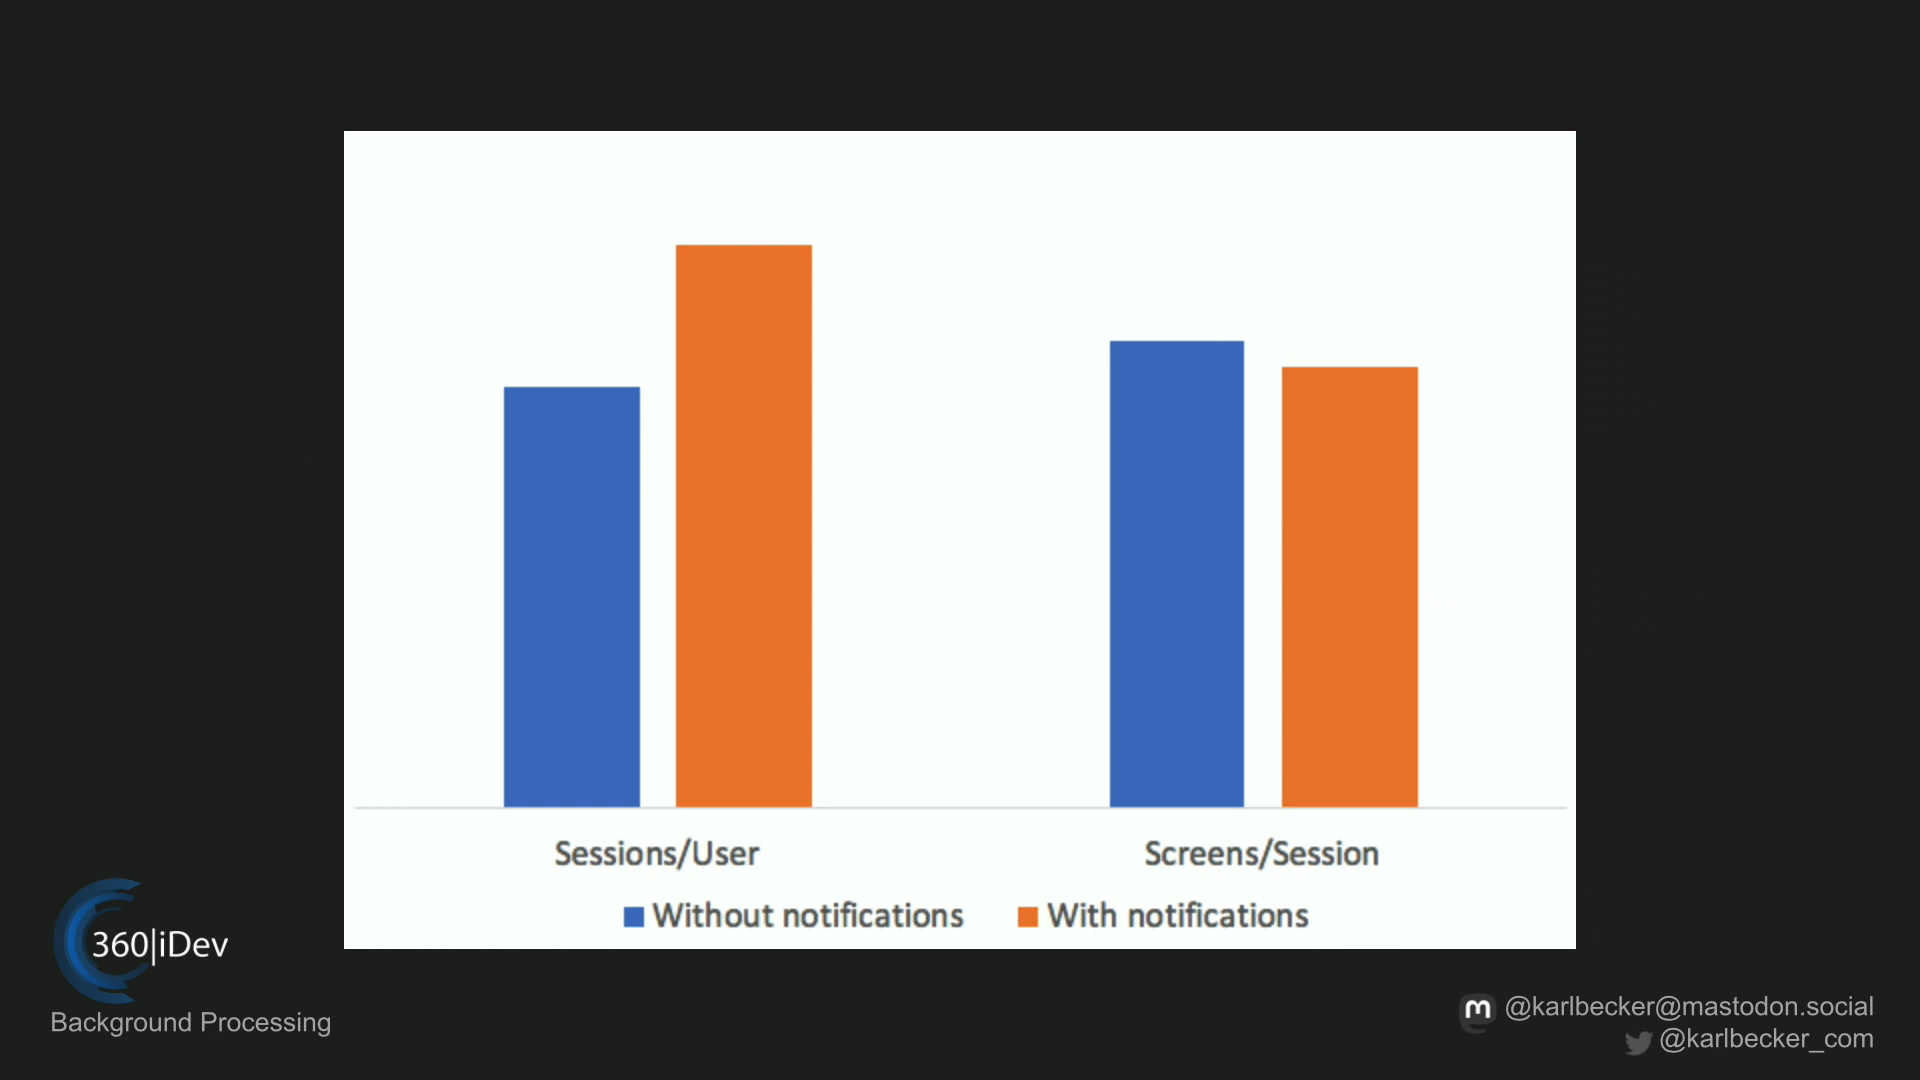 Sessions/User
Screens/Session
Without notifications
With notifications
360|iDev
Background Processing
@karlbecker@mastodon.social
@karlbecker_com